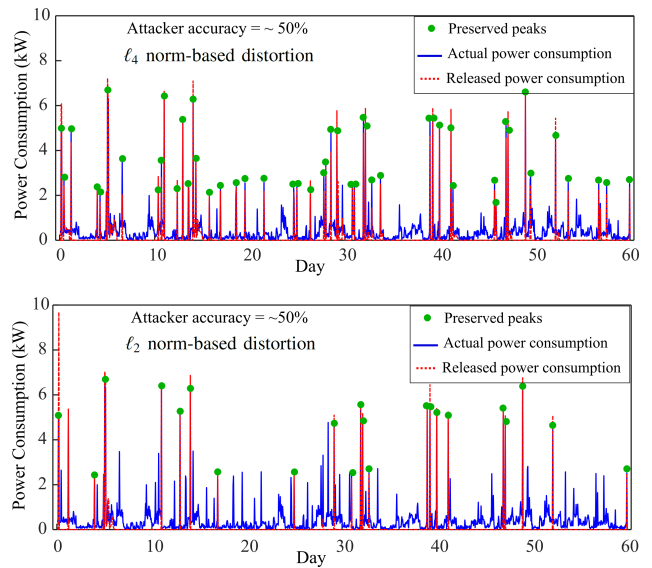 Attacker accuracy = ~ 50%
ℓ4 norm-based distortion
Preserved peaks
Actual power consumption
Released power consumption
Power Consumption (kW)
10
8
6
4
2
0
0 10 20 30 40 50 60
Day
Attacker accuracy = ~50%
ℓ2 norm-based distortion
Preserved peaks
Actual power consumption
Released power consumption
Power Consumption (kW)
10
8
6
4
2
0
0 10 20 30 40 50 60
Day